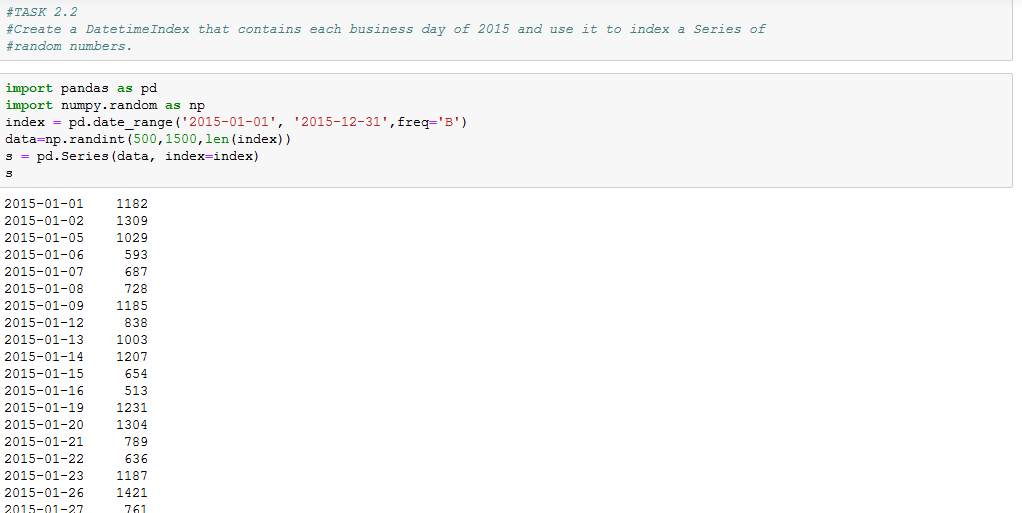 #TASK 2.2
#Create a DatetimeIndex that contains each business day of 2015 and use it to index a Series of
#random numbers.
import pandas as pd
import numpy.random as np
index = pd.date_range('2015-01-01', '2015-12-31',freq='B')
data=np.randint(500,1500,len(index))
s = pd.Series(data, index=index)
s
2015-01-01    1182
2015-01-02    1309
2015-01-05    1029
2015-01-06     593
2015-01-07     687
2015-01-08     728
2015-01-09    1185
2015-01-12     838
2015-01-13    1003
2015-01-14    1207
2015-01-15     654
2015-01-16     513
2015-01-19    1231
2015-01-20    1304
2015-01-21     789
2015-01-22     636
2015-01-23    1187
2015-01-26    1421
2015-01-27     761